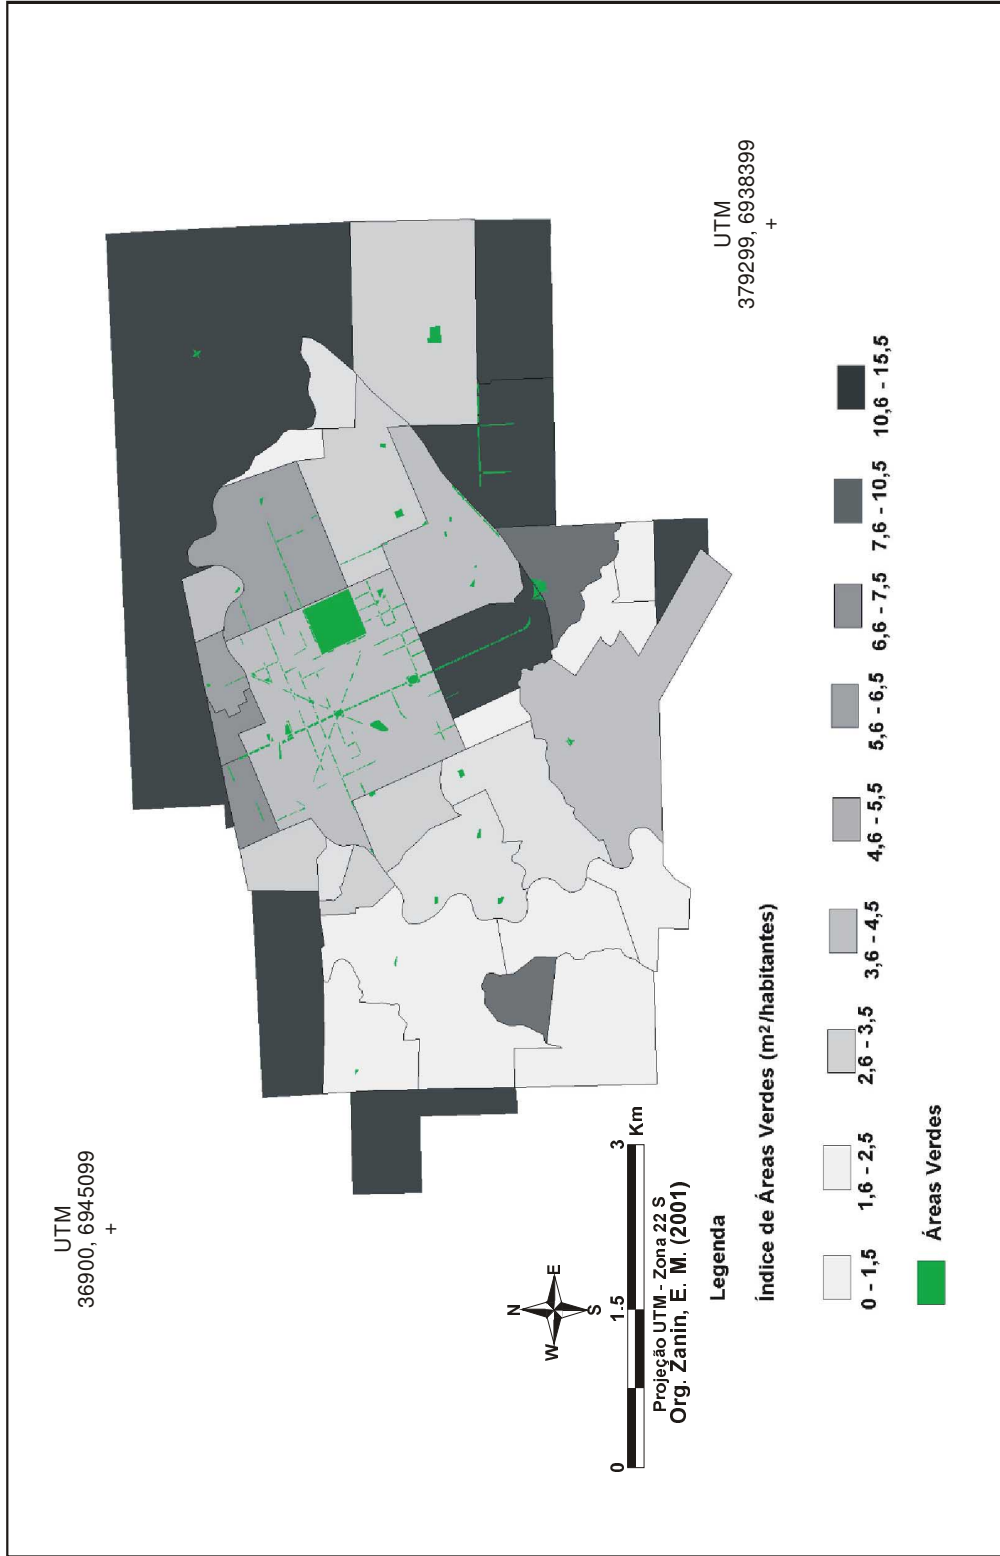 UTM
36900, 6945099
+
UTM
379299, 6938399
+
N
W
E
S
0
1.5
3
Km
Projeção UTM - Zona 22 S
Org. Zanin, E. M. (2001)
Legenda
Índice de Áreas Verdes (m²/habitantes)
0 - 1,5
1,6 - 2,5
2,6 - 3,5
3,6 - 4,5
4,6 - 5,5
5,6 - 6,5
6,6 - 7,5
7,6 - 10,5
10,6 - 15,5
Áreas Verdes